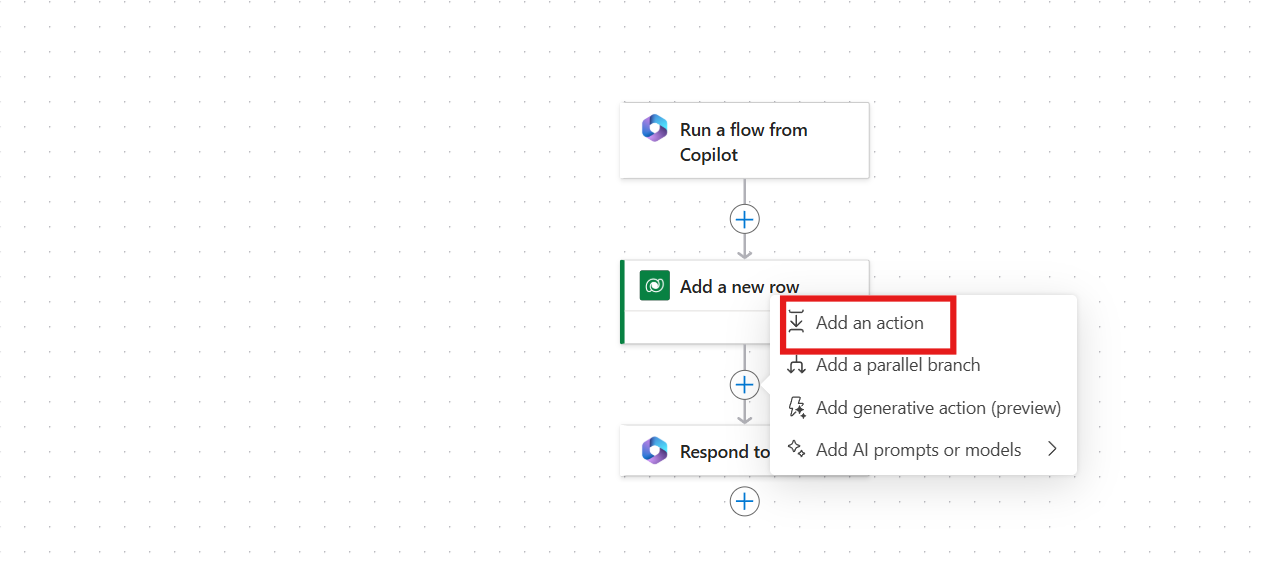 Run a flow from
Copilot
Add a new row
Add an action
Add a parallel branch
Add generative action (preview)
Add AI prompts or models
Respond to